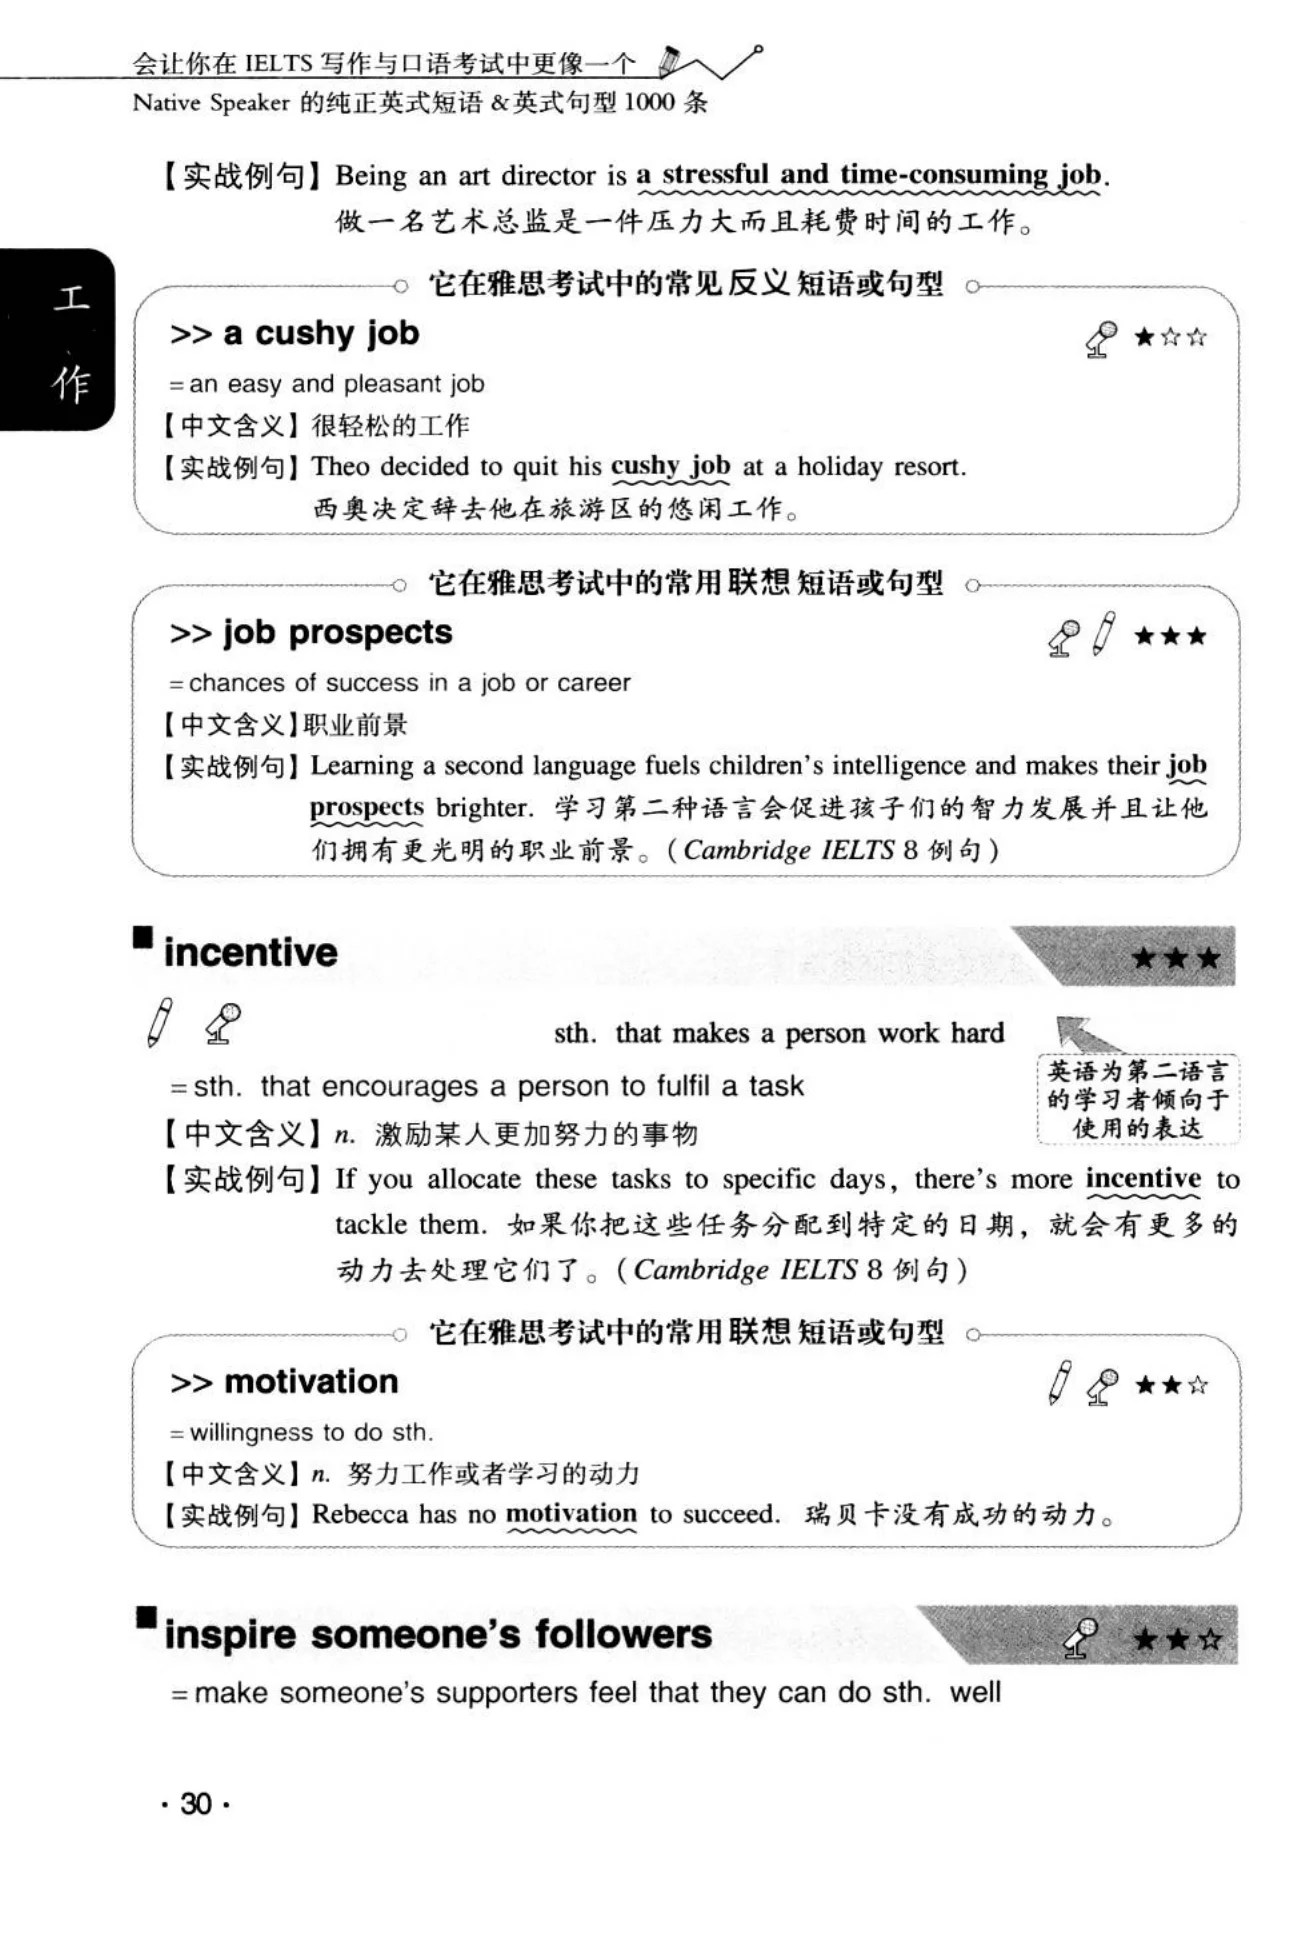 会让你在 IELTS 写作与口语考试中更像一个
Native Speaker 的纯正英式短语 &英式句型 1000 条
【实战例句】Being an art director is a stressful and time-consuming job.
做一名艺术总监是一件压力大而且耗费时间的工作。
工
作
它在雅思考试中的常见反义短语或句型
>> a cushy job ★☆☆
=an easy and pleasant job
【中文含义】很轻松的工作
【实战例句】Theo decided to quit his cushy job at a holiday resort.
西奥决定辞去他在旅游区的悠闲工作。
它在雅思考试中的常用联想短语或句型
>> job prospects ★★★
=chances of success in a job or career
【中文含义】职业前景
【实战例句】Learning a second language fuels children's intelligence and makes their job
prospects brighter. 学习第二种语言会促进孩子们的智力发展并且让他
们拥有更光明的职业前景。(Cambridge IELTS 8 例句)
■ incentive ★★★
sth. that makes a person work hard
英语为第二语言
的学习者倾向于
使用的表达
=sth. that encourages a person to fulfil a task
【中文含义】n. 激励某人更加努力的事物
【实战例句】If you allocate these tasks to specific days, there's more incentive to
tackle them. 如果你把这些任务分配到特定的日期，就会有更多的
动力去处理它们了。(Cambridge IELTS 8 例句)
它在雅思考试中的常用联想短语或句型
>> motivation ★★☆
=willingness to do sth.
【中文含义】n. 努力工作或者学习的动力
【实战例句】Rebecca has no motivation to succeed. 瑞贝卡没有成功的动力。
■ inspire someone's followers ★★☆
=make someone's supporters feel that they can do sth. well
· 30 ·